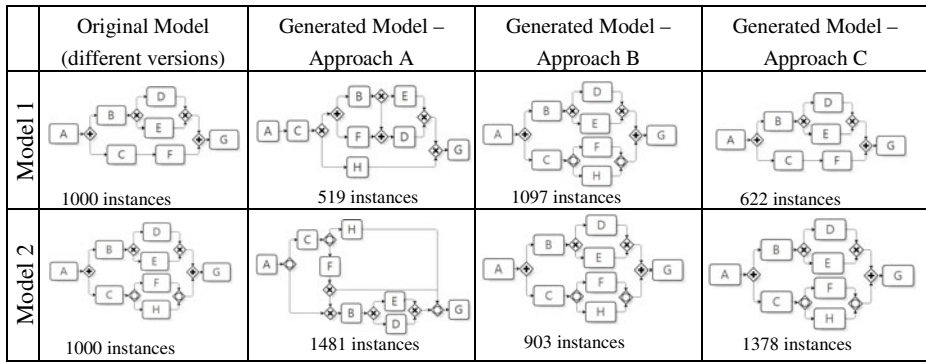 Original Model
(different versions)
Generated Model –
Approach A
Generated Model –
Approach B
Generated Model –
Approach C
Model 1
A
B
D
E
C
F
G
1000 instances
A
C
B
E
F
D
H
G
519 instances
A
B
D
E
C
F
H
G
1097 instances
A
B
D
E
C
F
G
622 instances
Model 2
A
B
D
E
C
F
H
G
1000 instances
A
C
H
F
B
E
D
G
1481 instances
A
B
D
E
C
F
H
G
903 instances
A
B
D
E
C
F
H
G
1378 instances